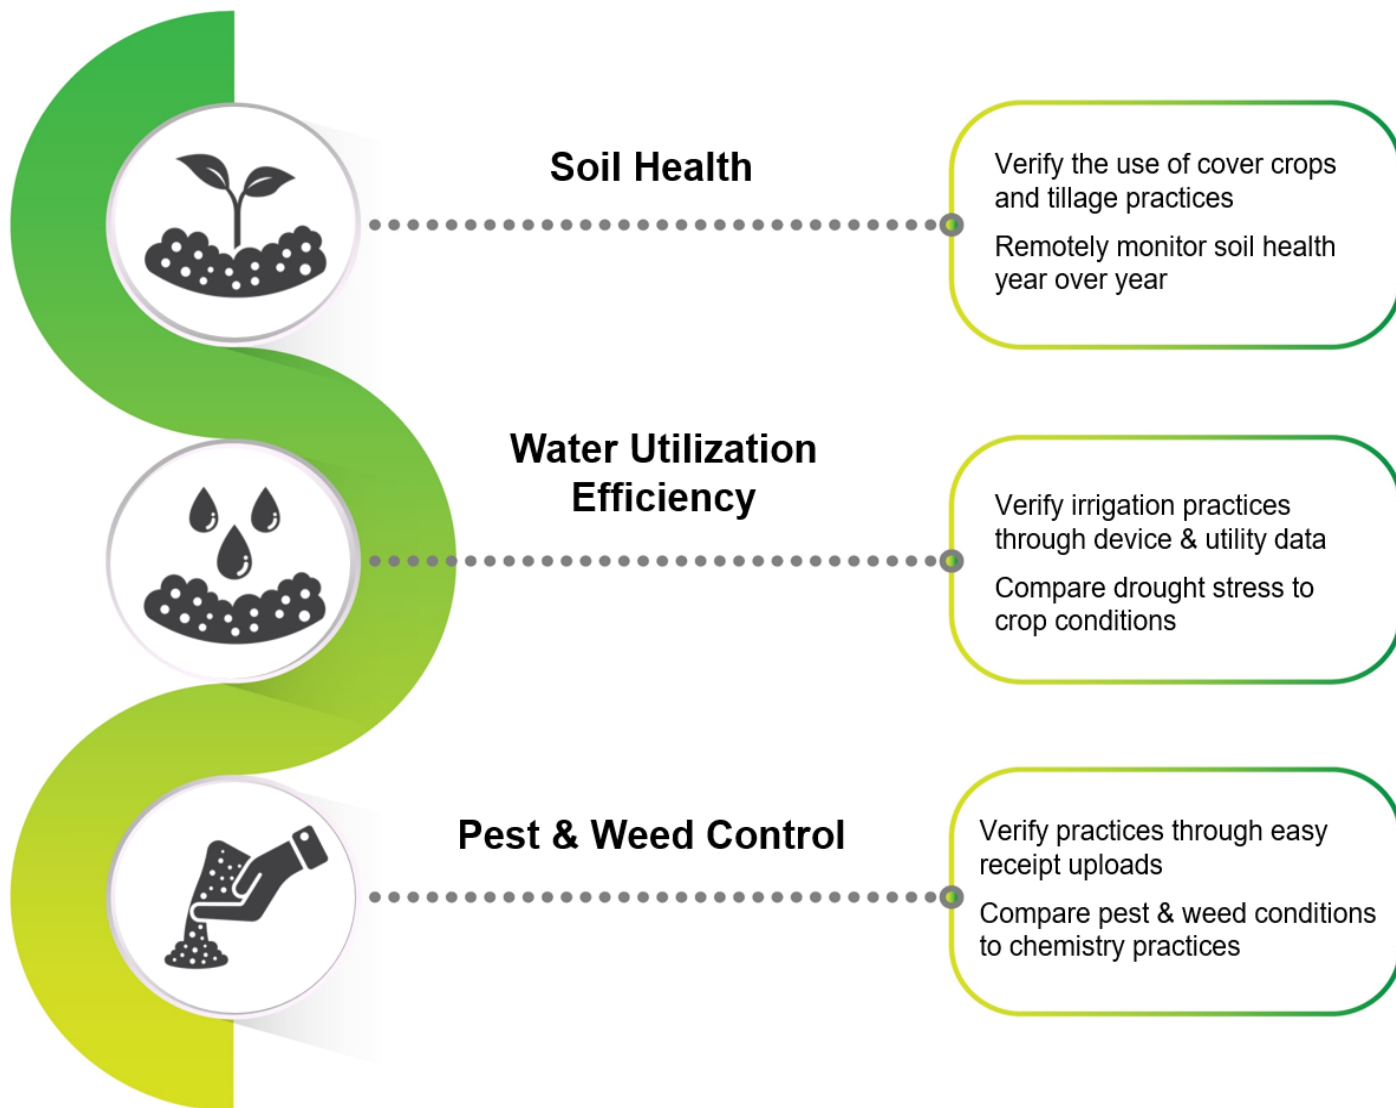 Soil Health
Verify the use of cover crops
and tillage practices
Remotely monitor soil health
year over year
Water Utilization
Efficiency
Verify irrigation practices
through device & utility data
Compare drought stress to
crop conditions
Pest & Weed Control
Verify practices through easy
receipt uploads
Compare pest & weed conditions
to chemistry practices